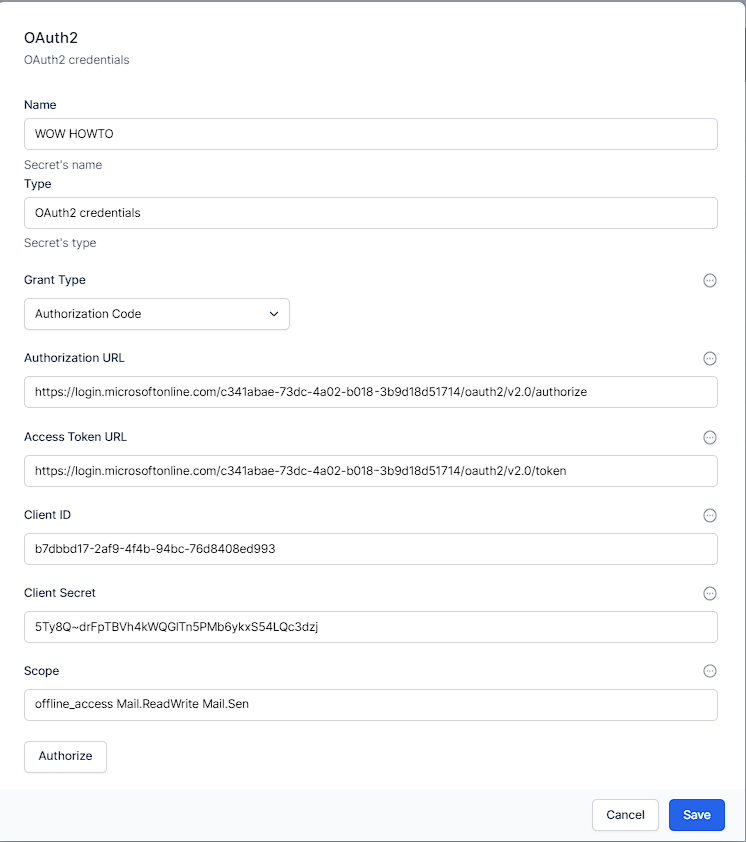 OAuth2
OAuth2 credentials
Name
WOW HOWTO
Secret's name
Type
OAuth2 credentials
Secret's type
Grant Type
Authorization Code
Authorization URL
https://login.microsoftonline.com/c341abae-73dc-4a02-b018-3b9d18d51714/oauth2/v2.0/authorize
Access Token URL
https://login.microsoftonline.com/c341abae-73dc-4a02-b018-3b9d18d51714/oauth2/v2.0/token
Client ID
b7dbbd17-2af9-4f4b-94bc-76d8408ed993
Client Secret
5Ty8Q~drFpTBVh4kWQGlTn5PMb6ykxS54LQc3dzj
Scope
offline_access Mail.ReadWrite Mail.Sen
Authorize
Cancel
Save